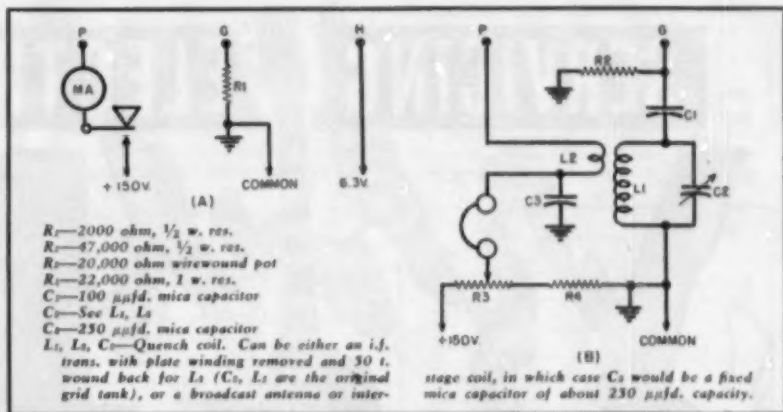 P G H P G
R2
MA R1 C1
L2 L1 C2
C3
+150V. COMMON 6.3V.
(A)
R3 R4
+150V. COMMON
(B)
R1—2000 ohm, ½ w. res.
R2—47,000 ohm, ½ w. res.
R3—20,000 ohm wirewound pot
R4—22,000 ohm, 1 w. res.
C1—100 μμfd. mica capacitor
C2—See L1, L2
C3—250 μμfd. mica capacitor
L1, L2, C2—Quench coil. Can be either an i.f.
trans. with plate winding removed and 50 t.
wound back for L2 (C2, L1 are the original
grid tank), or a broadcast antenna or inter-
stage coil, in which case C2 would be a fixed
mica capacitor of about 250 μμfd. capacity.